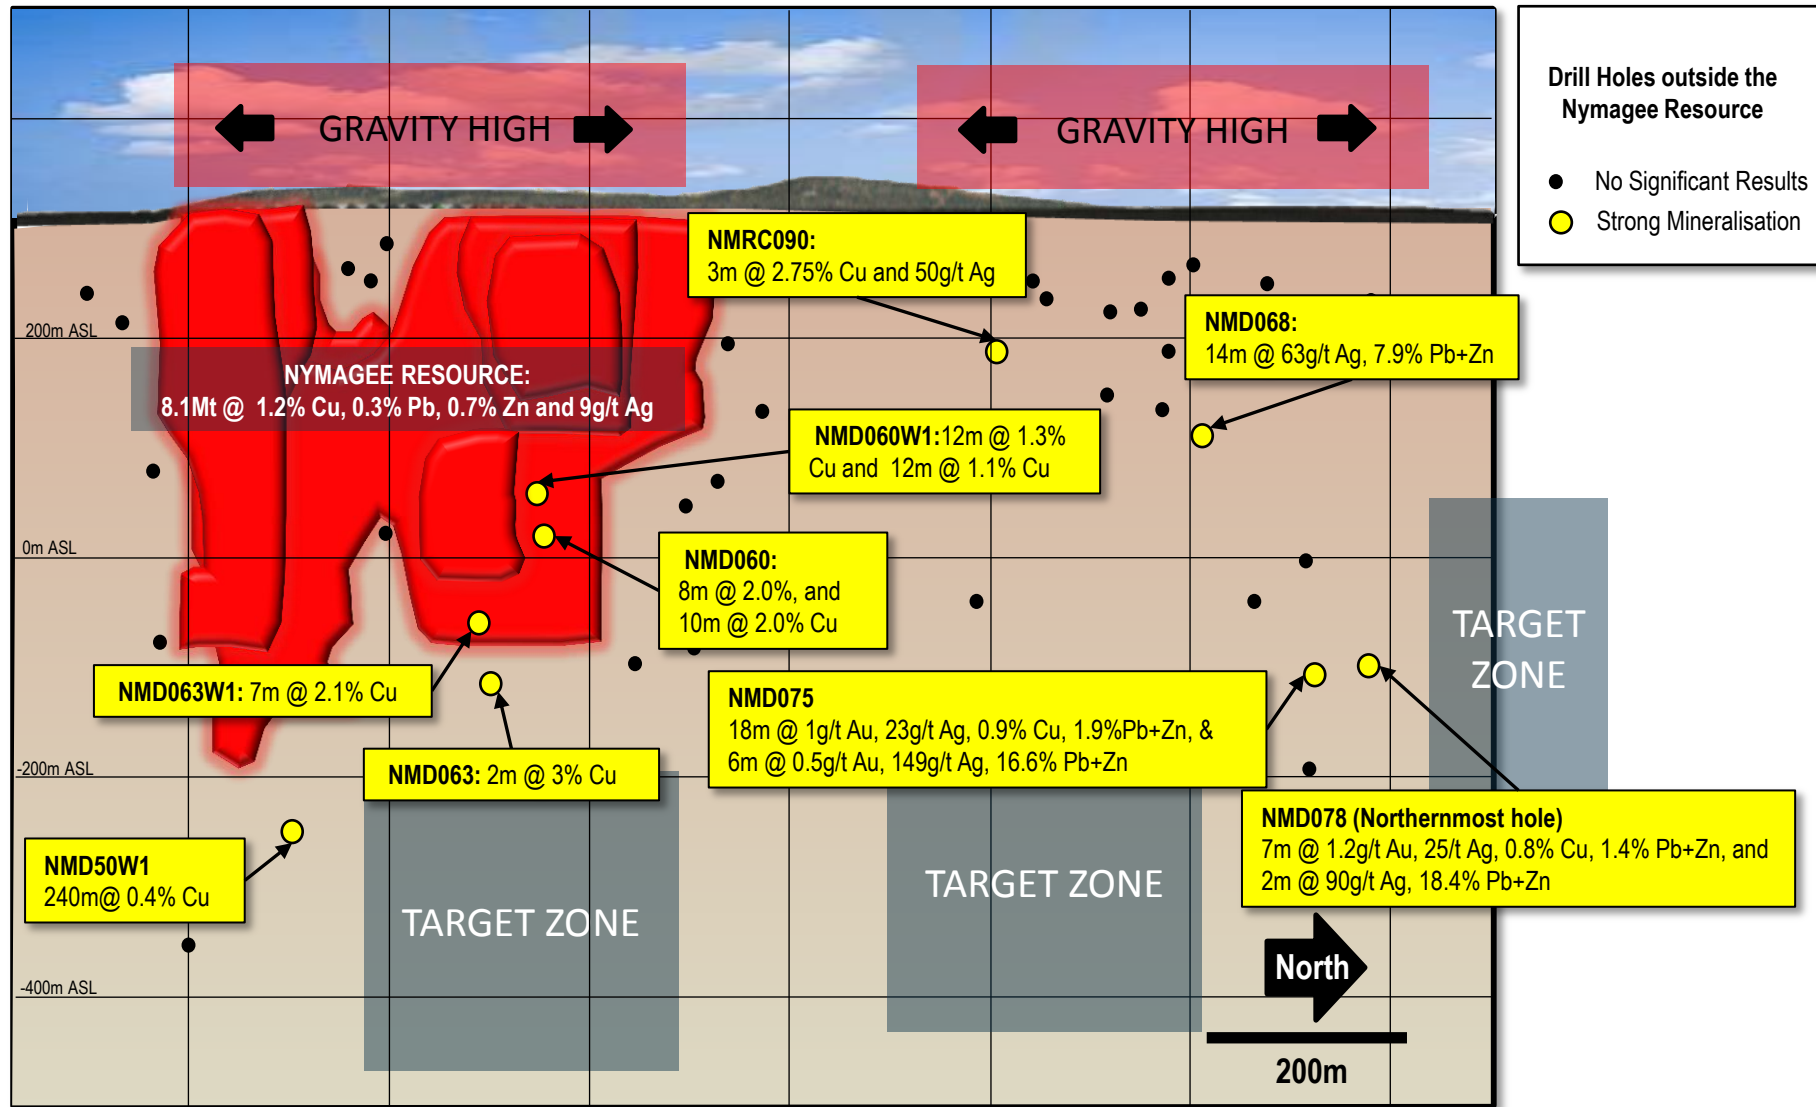 GRAVITY HIGH
GRAVITY HIGH
Drill Holes outside the
Nymagee Resource
No Significant Results
Strong Mineralisation
NMRC090:
3m @ 2.75% Cu and 50g/t Ag
NMD068:
14m @ 63g/t Ag, 7.9% Pb+Zn
200m ASL
NYMAGEE RESOURCE:
8.1Mt @ 1.2% Cu, 0.3% Pb, 0.7% Zn and 9g/t Ag
NMD060W1:12m @ 1.3%
Cu and 12m @ 1.1% Cu
0m ASL
NMD060:
8m @ 2.0%, and
10m @ 2.0% Cu
TARGET
ZONE
NMD063W1: 7m @ 2.1% Cu
NMD075
18m @ 1g/t Au, 23g/t Ag, 0.9% Cu, 1.9%Pb+Zn, &
6m @ 0.5g/t Au, 149g/t Ag, 16.6% Pb+Zn
NMD063: 2m @ 3% Cu
-200m ASL
NMD078 (Northernmost hole)
7m @ 1.2g/t Au, 25/t Ag, 0.8% Cu, 1.4% Pb+Zn, and
2m @ 90g/t Ag, 18.4% Pb+Zn
NMD50W1
240m@ 0.4% Cu
TARGET ZONE
TARGET ZONE
-400m ASL
North
200m